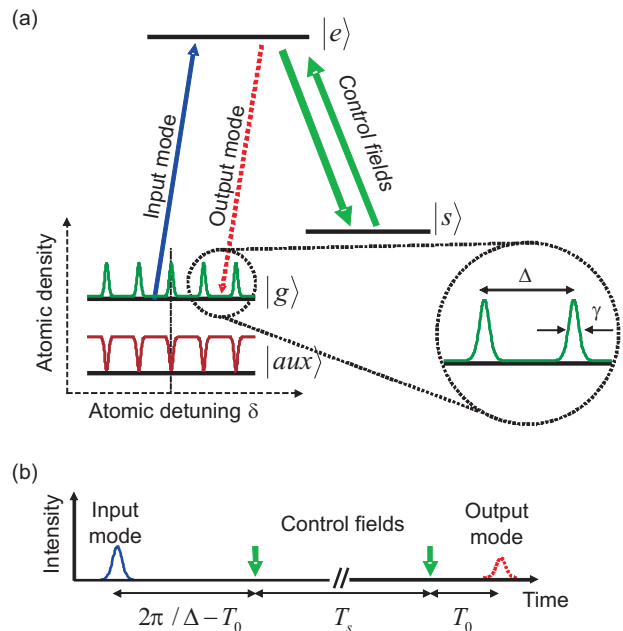 (a)
|e⟩
Input mode
Output mode
Control fields
|s⟩
Atomic density
|g⟩
|aux⟩
Atomic detuning δ
Δ
γ
(b)
Intensity
Input
mode
Control fields
Output
mode
Time
2π / Δ − T₀
Tₛ
T₀